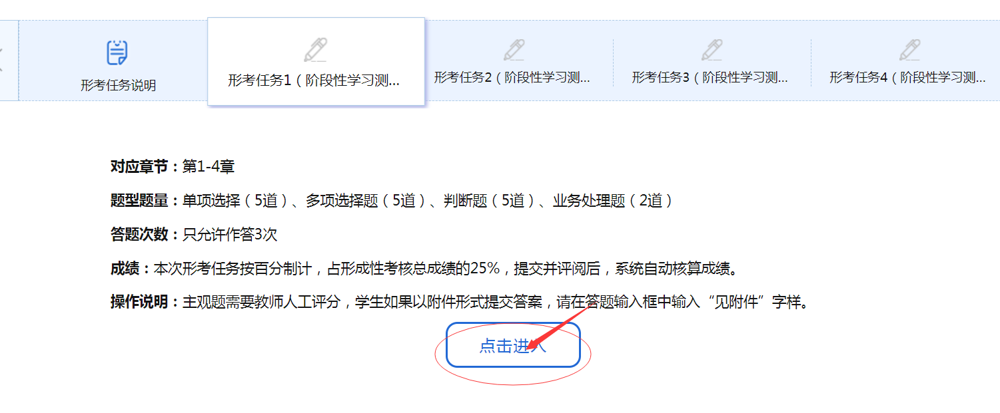 形考任务说明
形考任务1（阶段性学习测...
形考任务2（阶段性学习测...
形考任务3（阶段性学习测...
形考任务4（阶段性学习测...
对应章节：第1-4章
题型题量：单项选择（5道）、多项选择题（5道）、判断题（5道）、业务处理题（2道）
答题次数：只允许作答3次
成绩：本次形考任务按百分制计，占形成性考核总成绩的25%，提交并评阅后，系统自动核算成绩。
操作说明：主观题需要教师人工评分，学生如果以附件形式提交答案，请在答题输入框中输入“见附件”字样。
点击进入